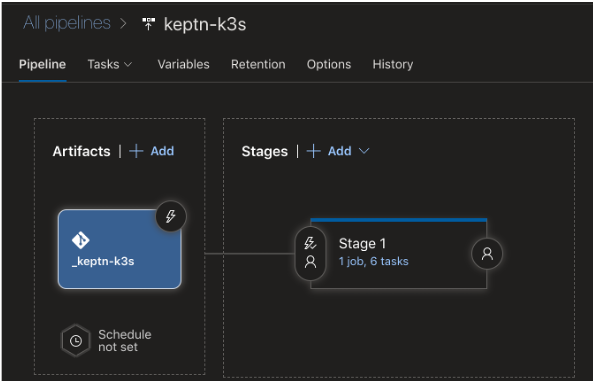 All pipelines > keptn-k3s
Pipeline Tasks Variables Retention Options History
Artifacts | + Add
Stages | + Add
_keptn-k3s
Stage 1
1 job, 6 tasks
Schedule
not set